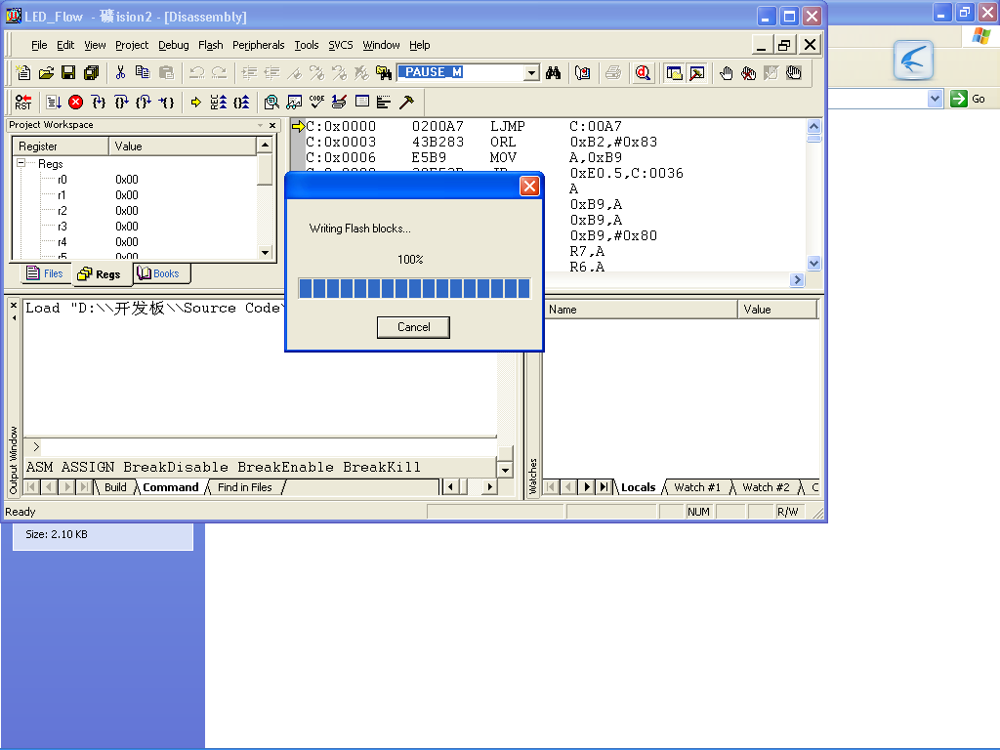 LED_Flow - 礦ision2 - [Disassembly]
File Edit View Project Debug Flash Peripherals Tools SVCS Window Help
PAUSE_M
Go
RST
Project Workspace
Register Value
Regs
r0 0x00
r1 0x00
r2 0x00
r3 0x00
r4 0x00
r5 0x00
Files Regs Books
C:0x0000 0200A7 LJMP C:00A7
C:0x0003 43B283 ORL 0xB2,#0x83
C:0x0006 E5B9 MOV A,0xB9
0xE0.5,C:0036
A
0xB9,A
0xB9,A
0xB9,#0x80
R7,A
R6,A
Writing Flash blocks...
100%
Cancel
Load "D:\\开发板\\Source Code\
>
ASM ASSIGN BreakDisable BreakEnable BreakKill
Output Window
Build Command Find in Files
Name Value
Watches
Locals Watch #1 Watch #2 C
Ready NUM R/W
Size: 2.10 KB